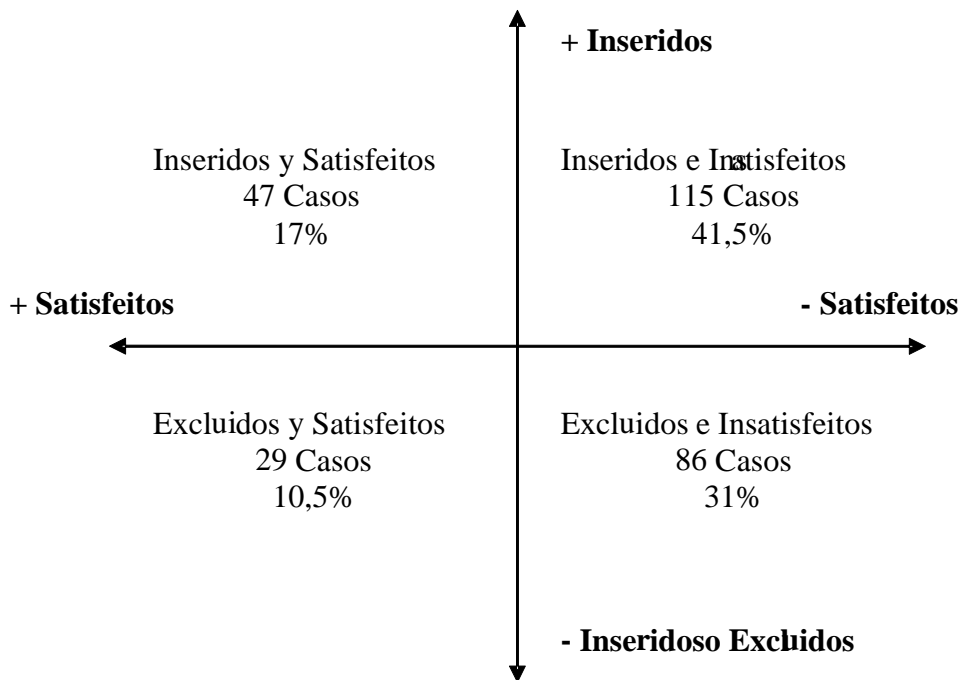 + Inseridos
Inseridos y Satisfeitos
47 Casos
17%
Inseridos e Insatisfeitos
115 Casos
41,5%
+ Satisfeitos
- Satisfeitos
Excluidos y Satisfeitos
29 Casos
10,5%
Excluidos e Insatisfeitos
86 Casos
31%
- Inseridoso Excluidos